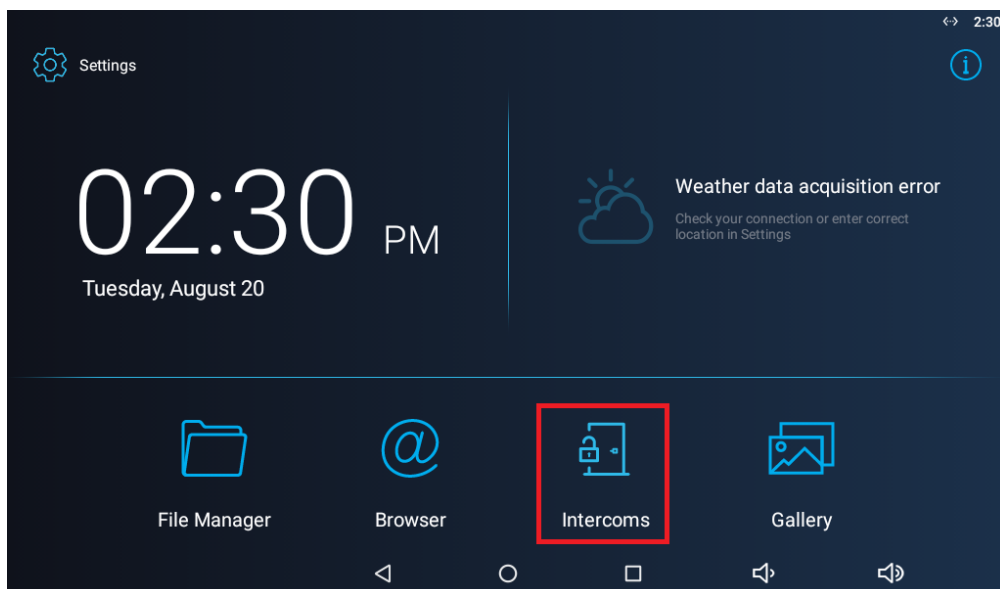 2:30
Settings
02:30 PM
Tuesday, August 20
Weather data acquisition error
Check your connection or enter correct
location in Settings
File Manager
Browser
Intercoms
Gallery